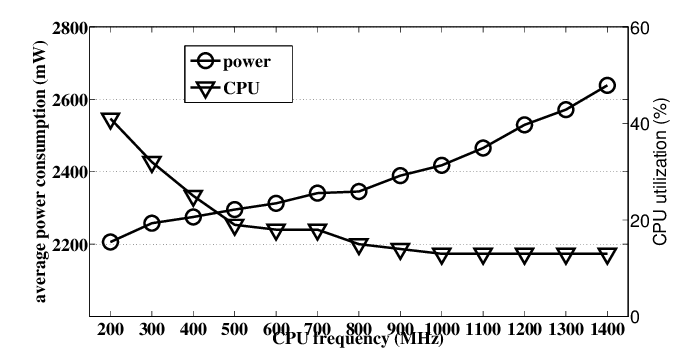 2800
2600
2400
2200
average power consumption (mW)
power
CPU
60
40
20
0
CPU utilization (%)
200 300 400 500 600 700 800 900 1000 1100 1200 1300 1400
CPU frequency (MHz)